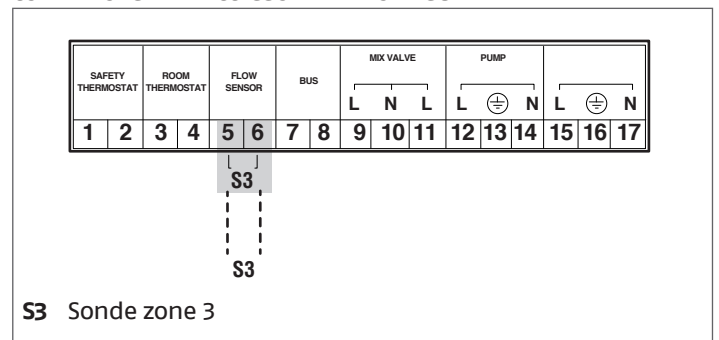 SAFETY THERMOSTAT ROOM THERMOSTAT FLOW SENSOR BUS MIX VALVE PUMP
L N L L N L N
1 2 3 4 5 6 7 8 9 10 11 12 13 14 15 16 17
S3
S3
S3 Sonde zone 3